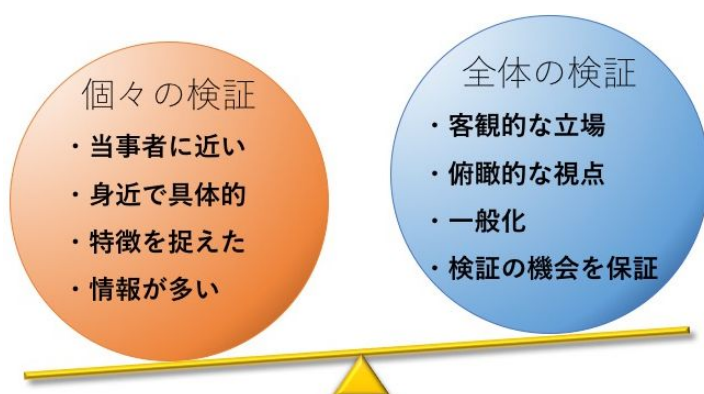 個々の検証
・当事者に近い
・身近で具体的
・特徴を捉えた
・情報が多い
全体の検証
・客観的な立場
・俯瞰的な視点
・一般化
・検証の機会を保証